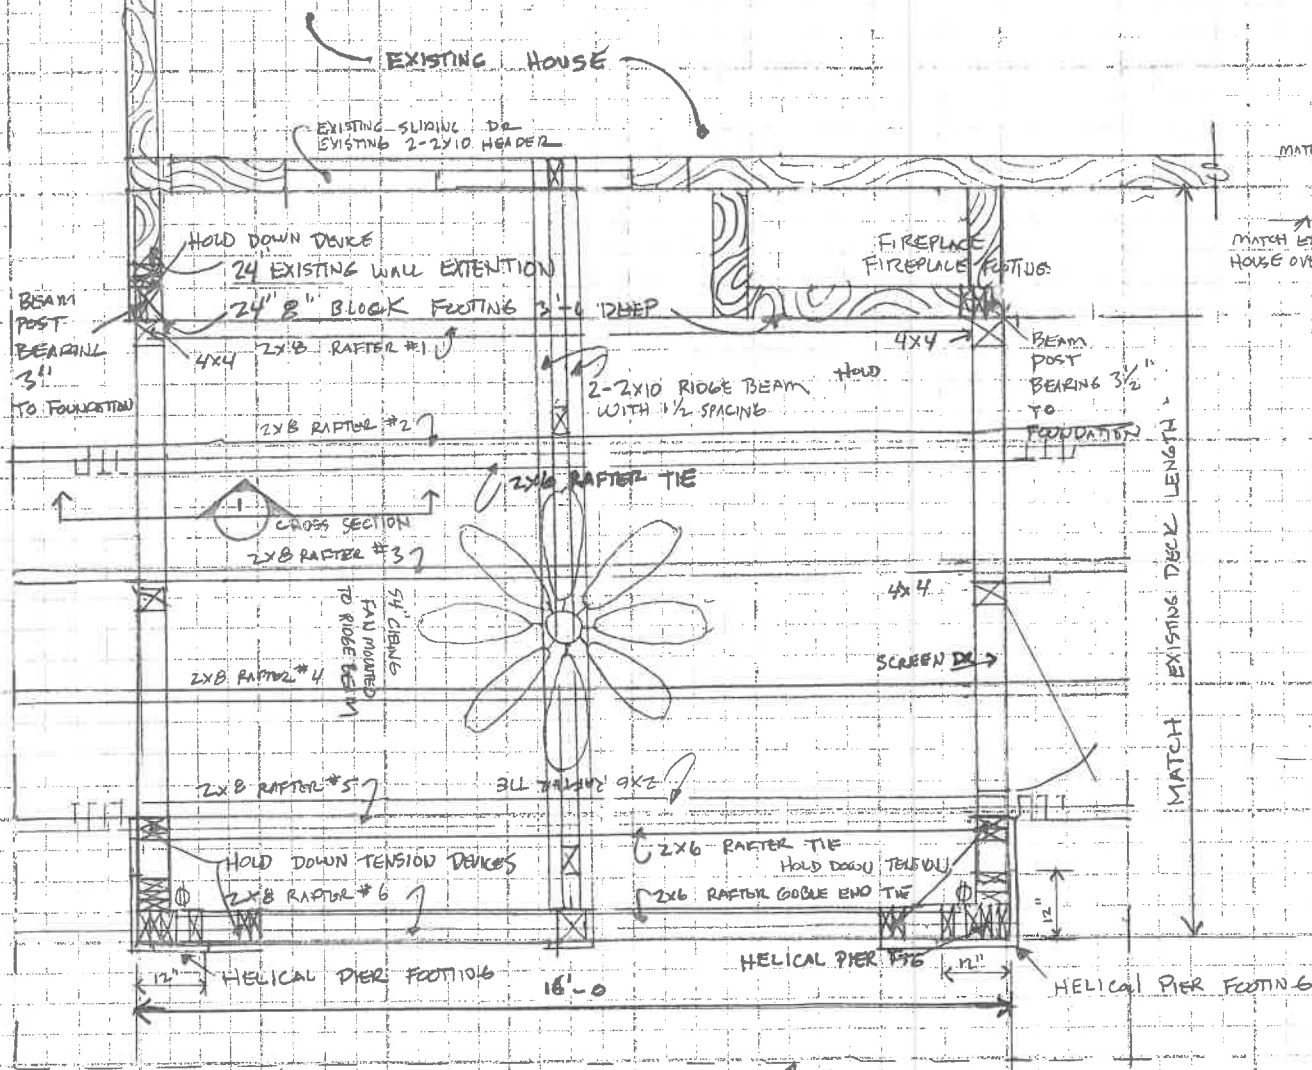 EXISTING HOUSE
EXISTING SLIDING DR
EXISTING 2-2X10 HEADER
MATCH
HOUSE OV
HOLD DOWN DEVICE
24 EXISTING WALL EXTENTION
24" 8" BLOCK FOOTING 3'-6 DEEP
FIREPLACE
FIREPLACE FOOTING
BEAM
POST
BEARING
3"
TO FOUNDATION
4X4
2X8 RAFTER #1
4X4
BEAM
POST
BEARING 3½"
TO
FOUNDATION
2-2X10 RIDGE BEAM
WITH 1½ SPACING
HOLD
2X8 RAFTER #2
2X6 RAFTER TIE
1
CROSS SECTION
2X8 RAFTER #3
54" CIEING
FAN MOUNTED
TO RIDGE BEAM
4X4
SCREEN DR
MATCH EXISTING DECK LENGTH
2X8 RAFTER #4
2X8 RAFTER #5
2X6 RAFTER TIE
2X6 RAFTER TIE
HOLD DOWN TENSION DEVICES
HOLD DOWN TENSION
2X8 RAFTER #6
2X6 RAFTER GOBLE END TIE
12"
HELICAL PIER FOOTING
HELICAL PIER FTG
12"
12"
HELICAL PIER FOOTING
16'-0